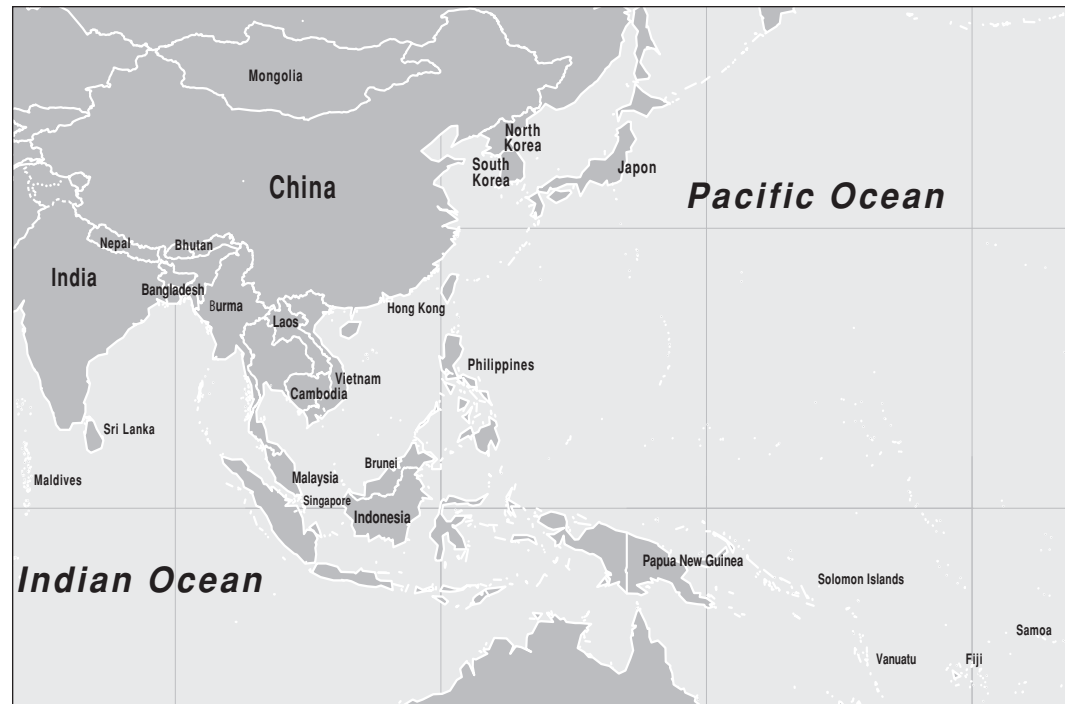 Mongolia
North
Korea
South
Korea
Japon
China
Pacific Ocean
Nepal
Bhutan
India
Bangladesh
Burma
Hong Kong
Laos
Philippines
Vietnam
Cambodia
Sri Lanka
Brunei
Maldives
Malaysia
Singapore
Indonesia
Papua New Guinea
Indian Ocean
Solomon Islands
Samoa
Vanuatu
Fiji